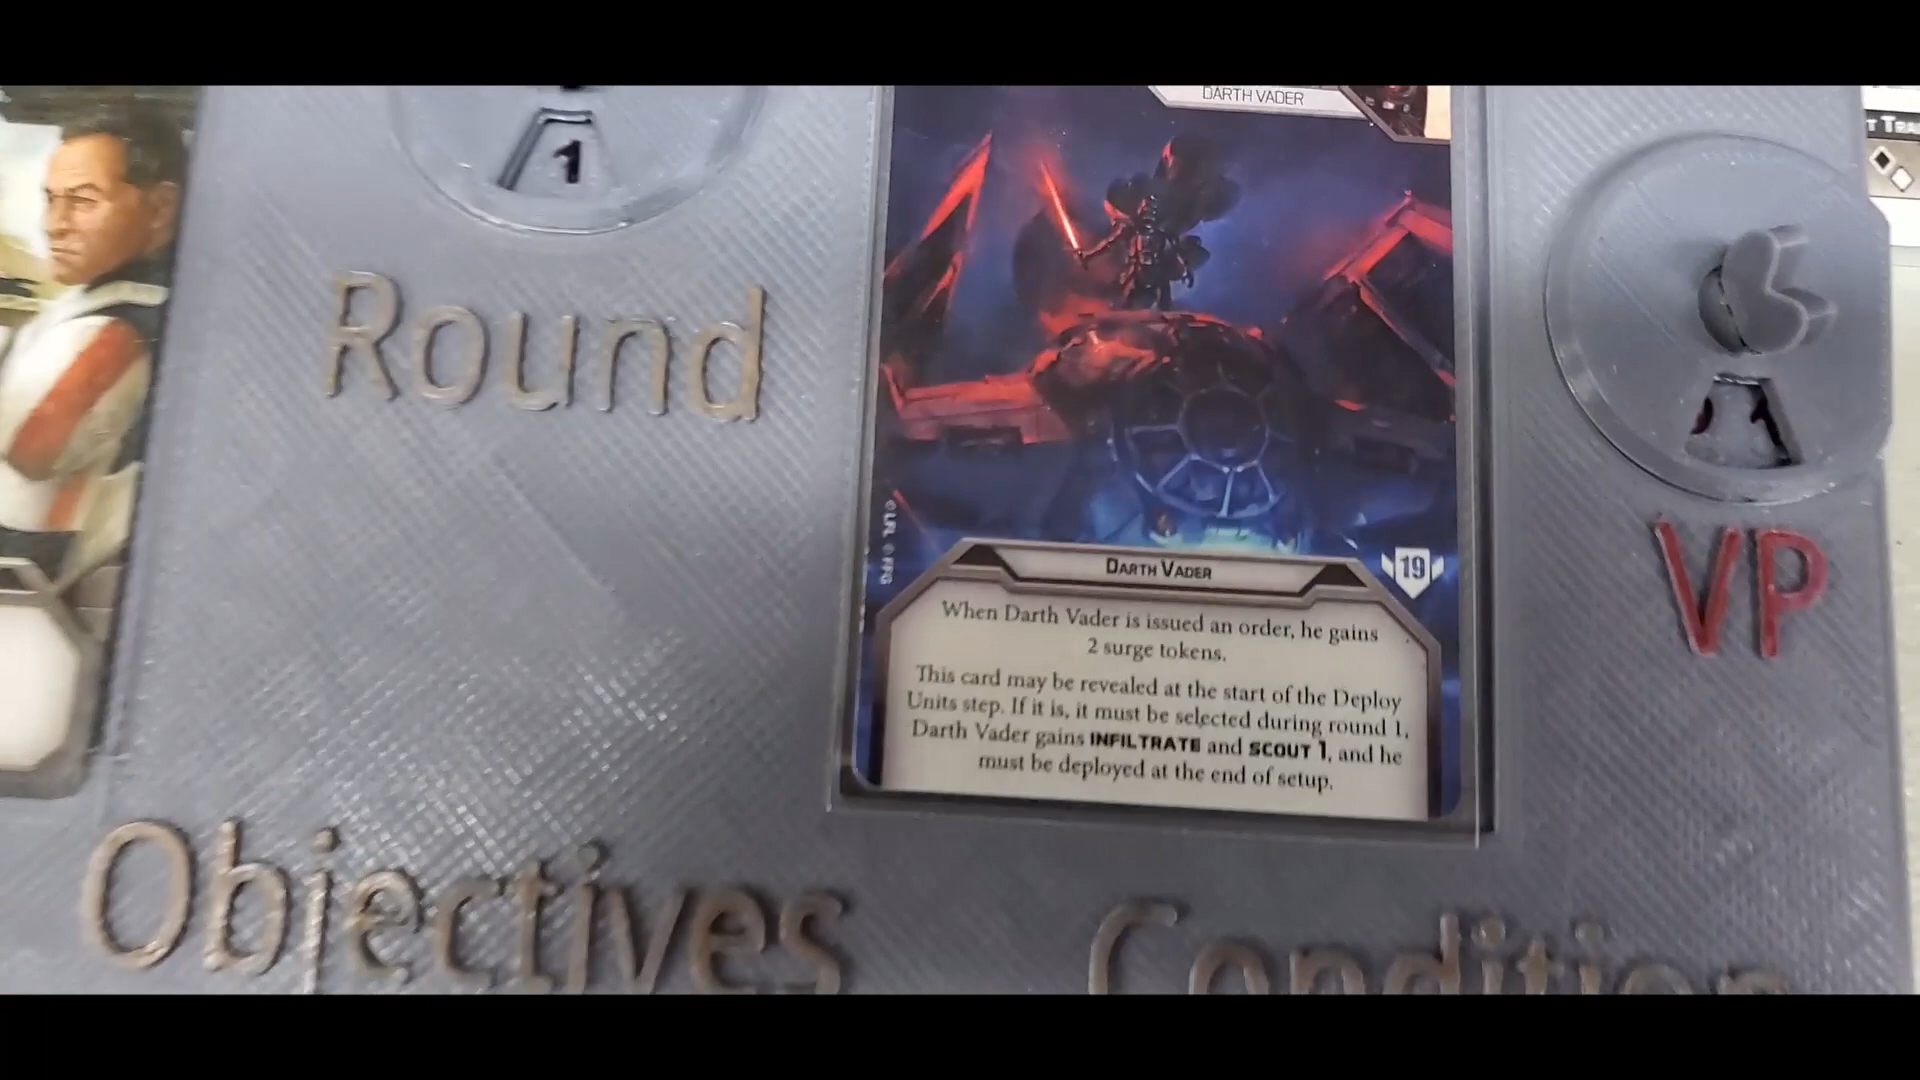 DARTH VADER
1
Round
© LFL © FFG
DARTH VADER
19
When Darth Vader is issued an order, he gains
2 surge tokens.
This card may be revealed at the start of the Deploy
Units step. If it is, it must be selected during round 1.
Darth Vader gains INFILTRATE and SCOUT 1, and he
must be deployed at the end of setup.
VP
Objectives
Condition